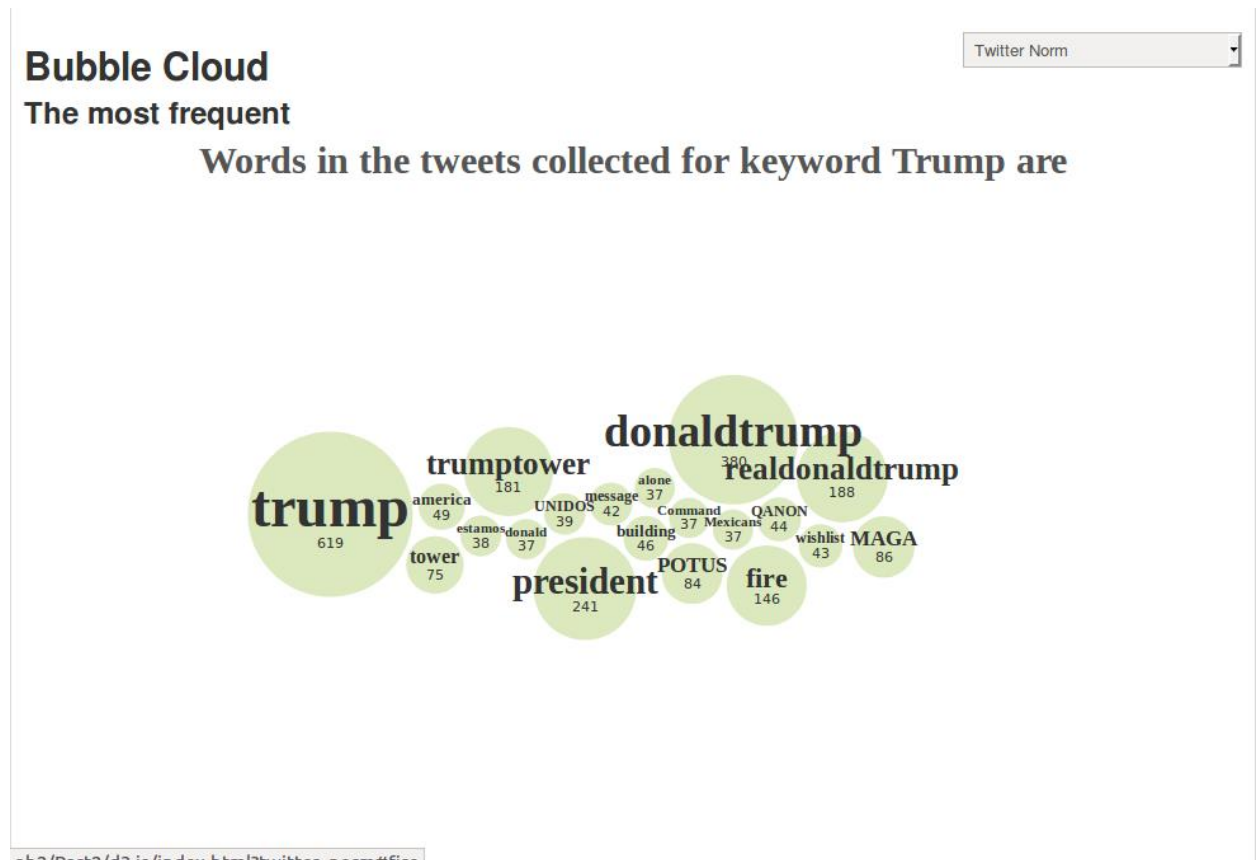 Twitter Norm
Bubble Cloud
The most frequent
Words in the tweets collected for keyword Trump are
donaldtrump
380
trumptower
181
realdonaldtrump
188
alone
37
america
49
message
42
UNIDOS
39
trump
619
Command
37
QANON
44
Mexicans
37
estamos
38
donald
37
building
46
wishlist
43
MAGA
86
tower
75
POTUS
84
president
241
fire
146